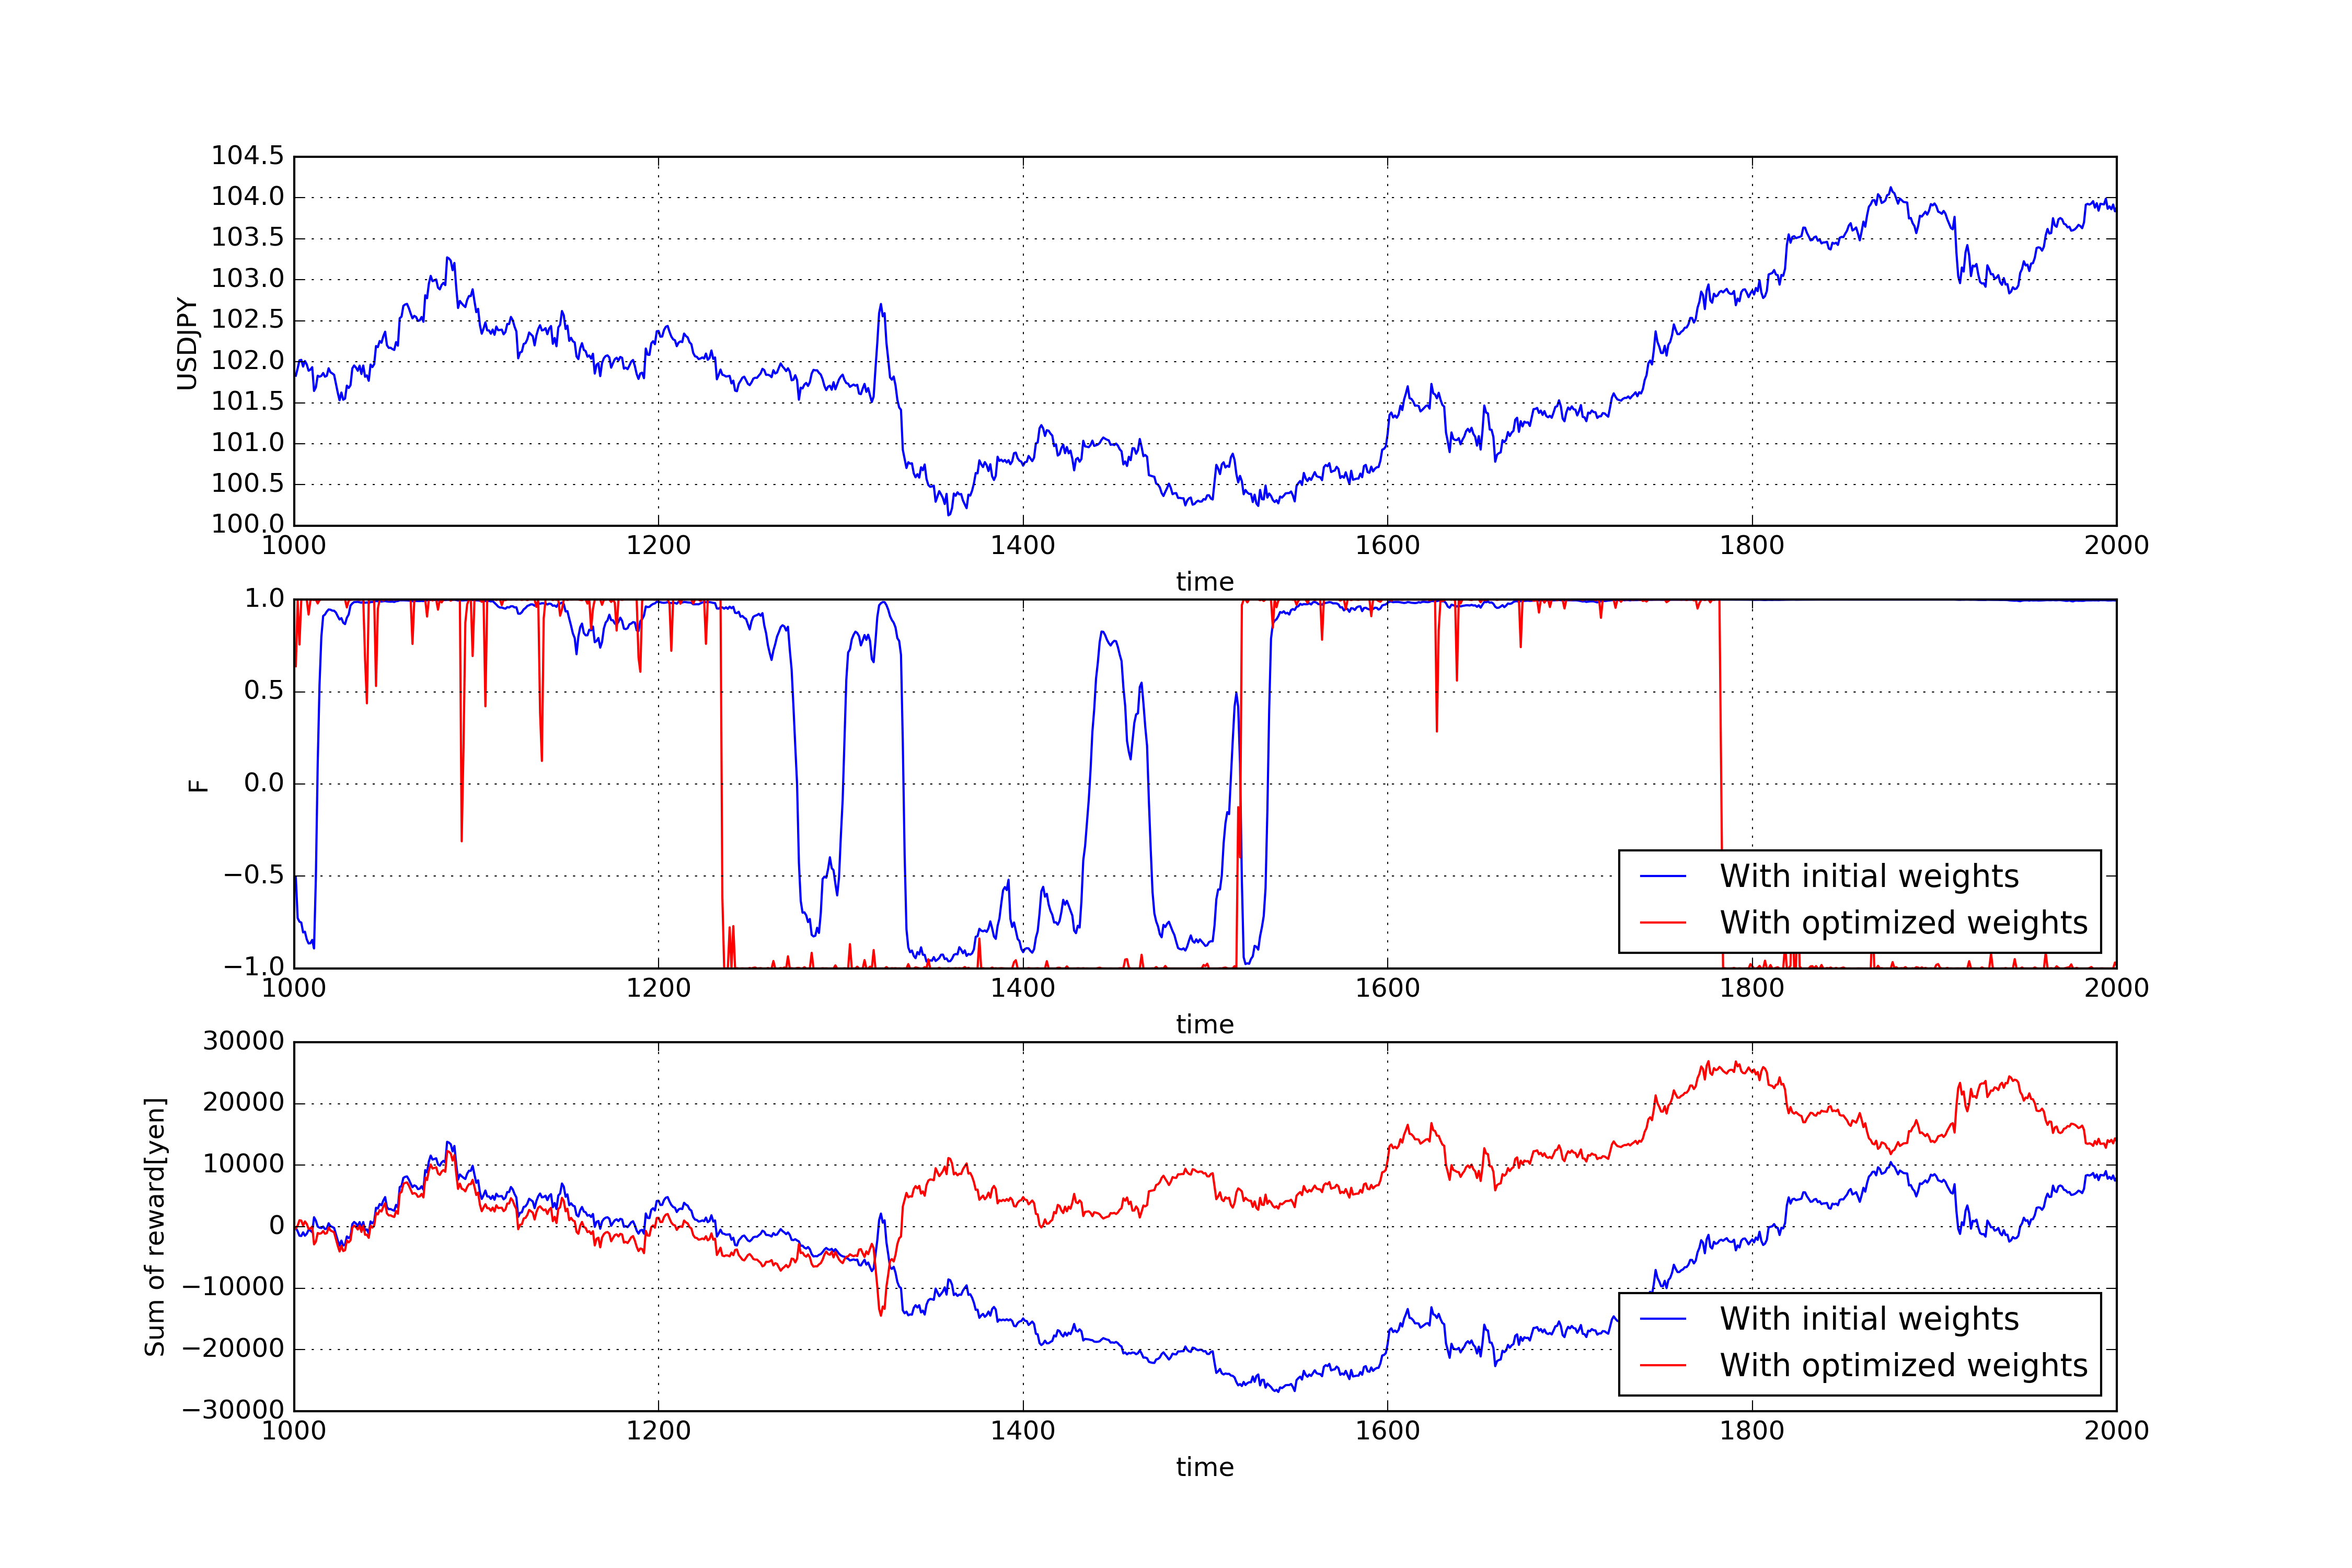 104.5
104.0
103.5
103.0
102.5
102.0
101.5
101.0
100.5
100.0
USDJPY
1000 1200 1400 1600 1800 2000
time
1.0
0.5
0.0
−0.5
−1.0
F
With initial weights
With optimized weights
1000 1200 1400 1600 1800 2000
time
30000
20000
10000
0
−10000
−20000
−30000
Sum of reward[yen]
With initial weights
With optimized weights
1000 1200 1400 1600 1800 2000
time